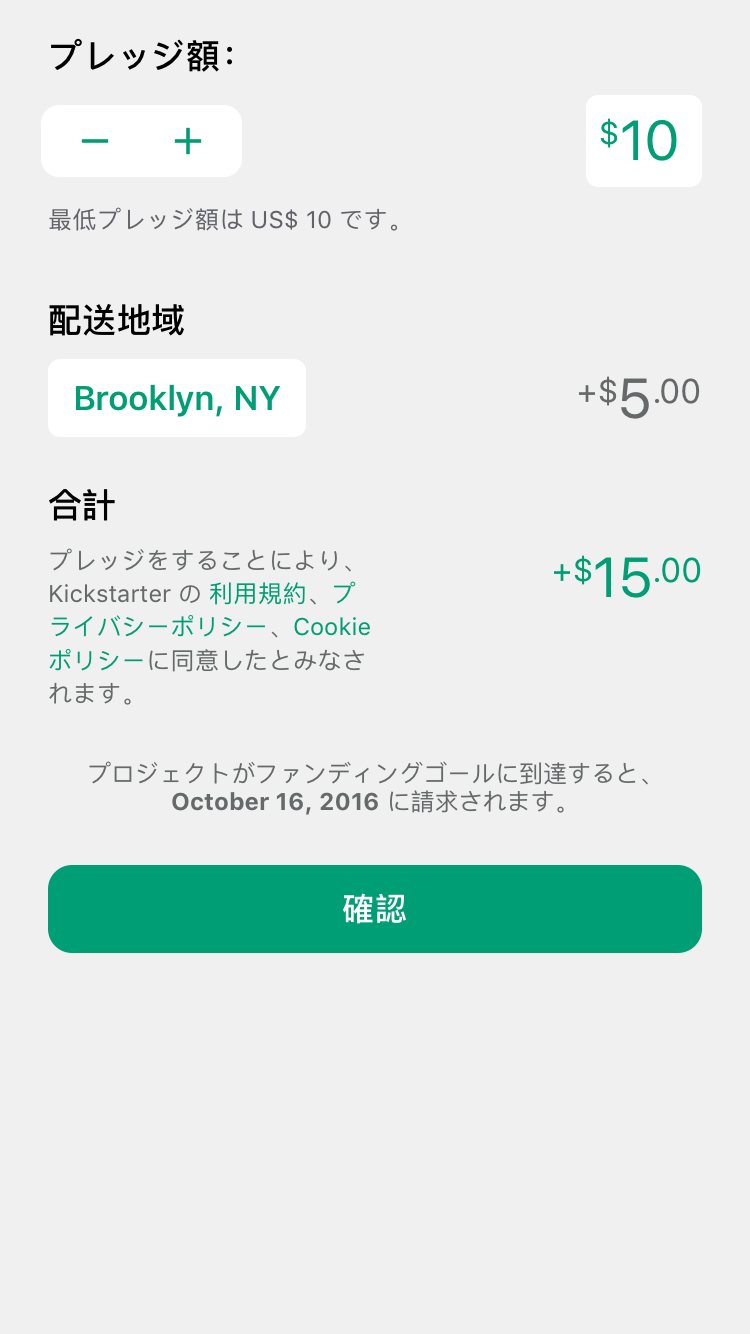 プレッジ額:
− +
$10
最低プレッジ額は US$ 10 です。
配送地域
Brooklyn, NY
+$5.00
合計
プレッジをすることにより、
+$15.00
Kickstarter の 利用規約、プ
ライバシーポリシー、Cookie
ポリシーに同意したとみなさ
れます。
プロジェクトがファンディングゴールに到達すると、
October 16, 2016 に請求されます。
確認